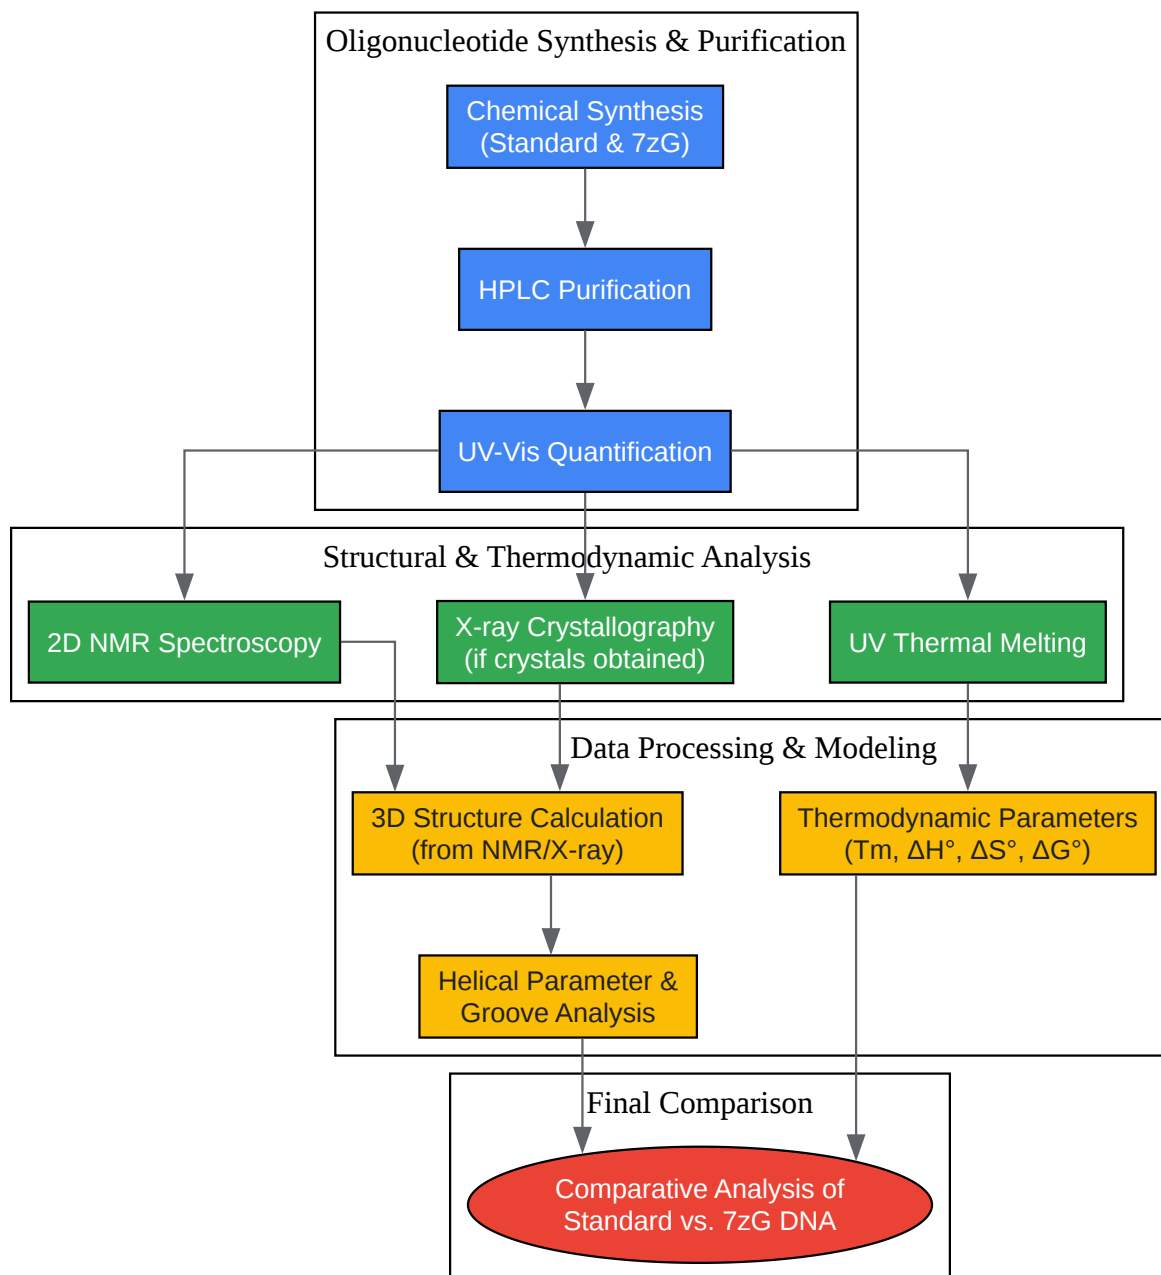 Oligonucleotide Synthesis & Purification
Chemical Synthesis
(Standard & 7zG)
HPLC Purification
UV-Vis Quantification
Structural & Thermodynamic Analysis
2D NMR Spectroscopy
X-ray Crystallography
(if crystals obtained)
UV Thermal Melting
Data Processing & Modeling
3D Structure Calculation
(from NMR/X-ray)
Thermodynamic Parameters
(Tm, ΔH°, ΔS°, ΔG°)
Helical Parameter &
Groove Analysis
Final Comparison
Comparative Analysis of
Standard vs. 7zG DNA